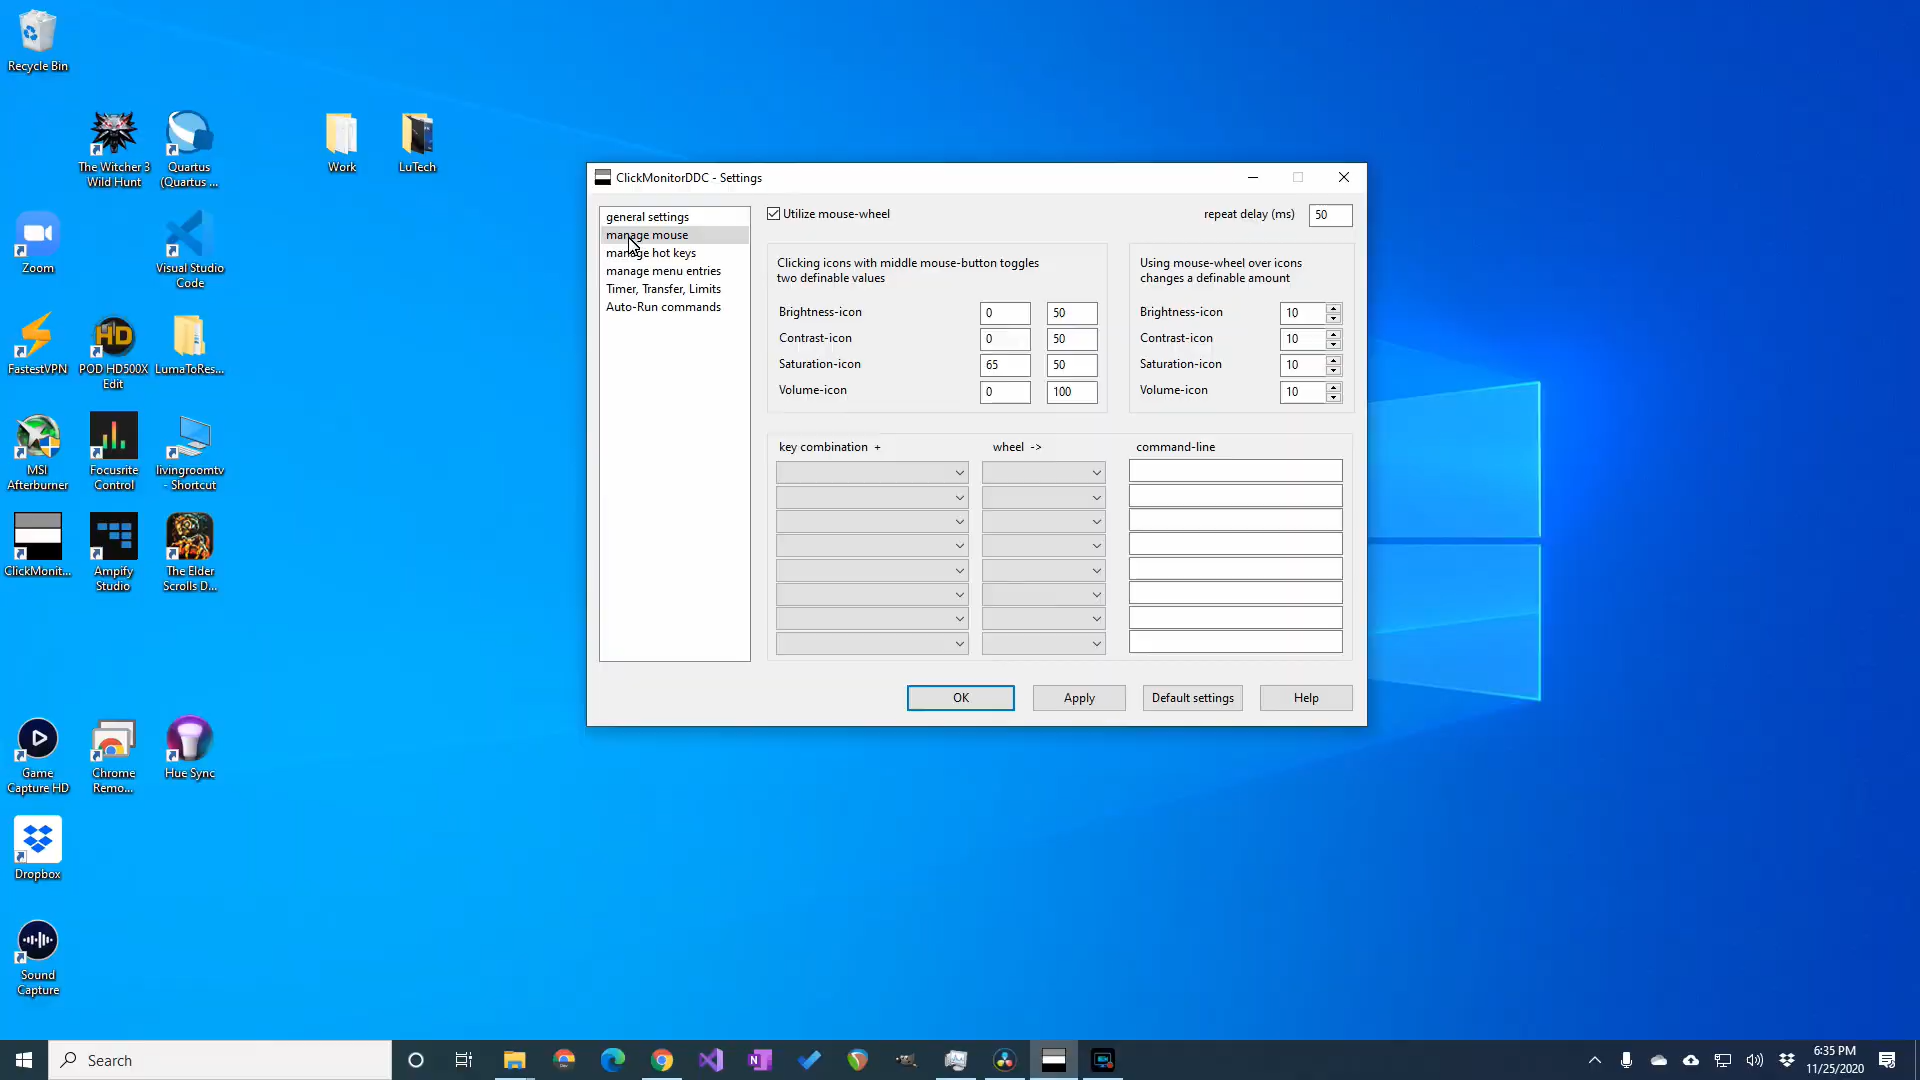 Recycle Bin
The Witcher 3
Wild Hunt
Quartus
(Quartus ...
Work
LuTech
Zoom
Visual Studio
Code
FastestVPN
POD HD500X
Edit
LumaToRes...
MSI
Afterburner
Focusrite
Control
livingroomtv
- Shortcut
ClickMonit...
Ampify
Studio
The Elder
Scrolls D...
Game
Capture HD
Chrome
Remo...
Hue Sync
Dropbox
Sound
Capture
ClickMonitorDDC - Settings
general settings
manage mouse
manage hot keys
manage menu entries
Timer, Transfer, Limits
Auto-Run commands
Utilize mouse-wheel
repeat delay (ms) 50
Clicking icons with middle mouse-button toggles
two definable values
Brightness-icon 0 50
Contrast-icon 0 50
Saturation-icon 65 50
Volume-icon 0 100
Using mouse-wheel over icons
changes a definable amount
Brightness-icon 10
Contrast-icon 10
Saturation-icon 10
Volume-icon 10
key combination + wheel -> command-line
OK Apply Default settings Help
Search
6:35 PM
11/25/2020